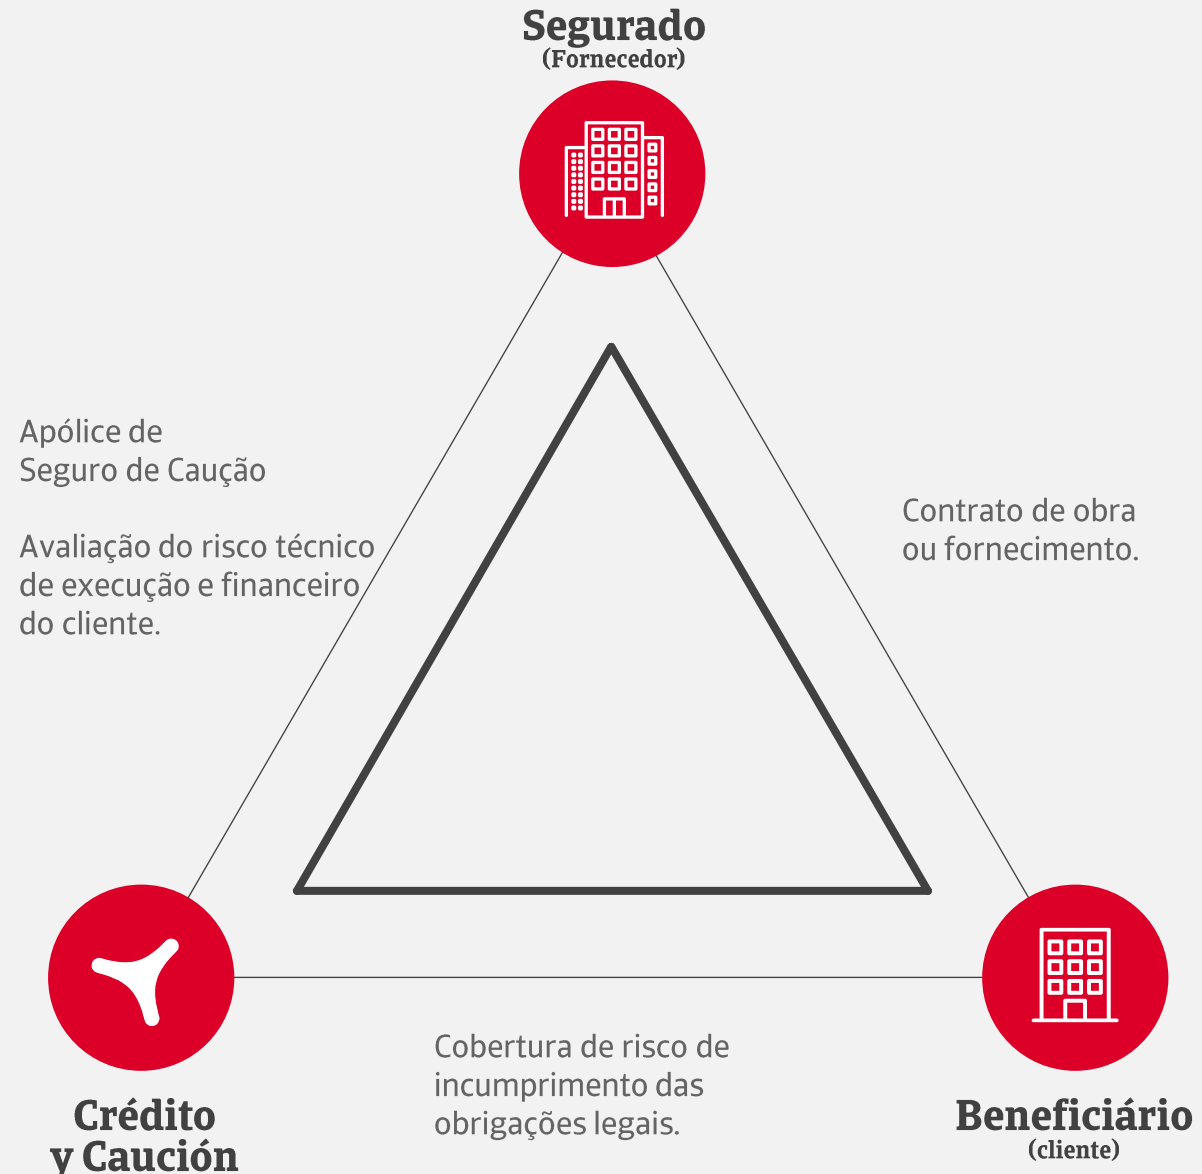 Segurado
(Fornecedor)
Apólice de
Seguro de Caução
Avaliação do risco técnico
de execução e financeiro
do cliente.
Contrato de obra
ou fornecimento.
Cobertura de risco de
incumprimento das
obrigações legais.
Crédito
y Caución
Beneficiário
(cliente)